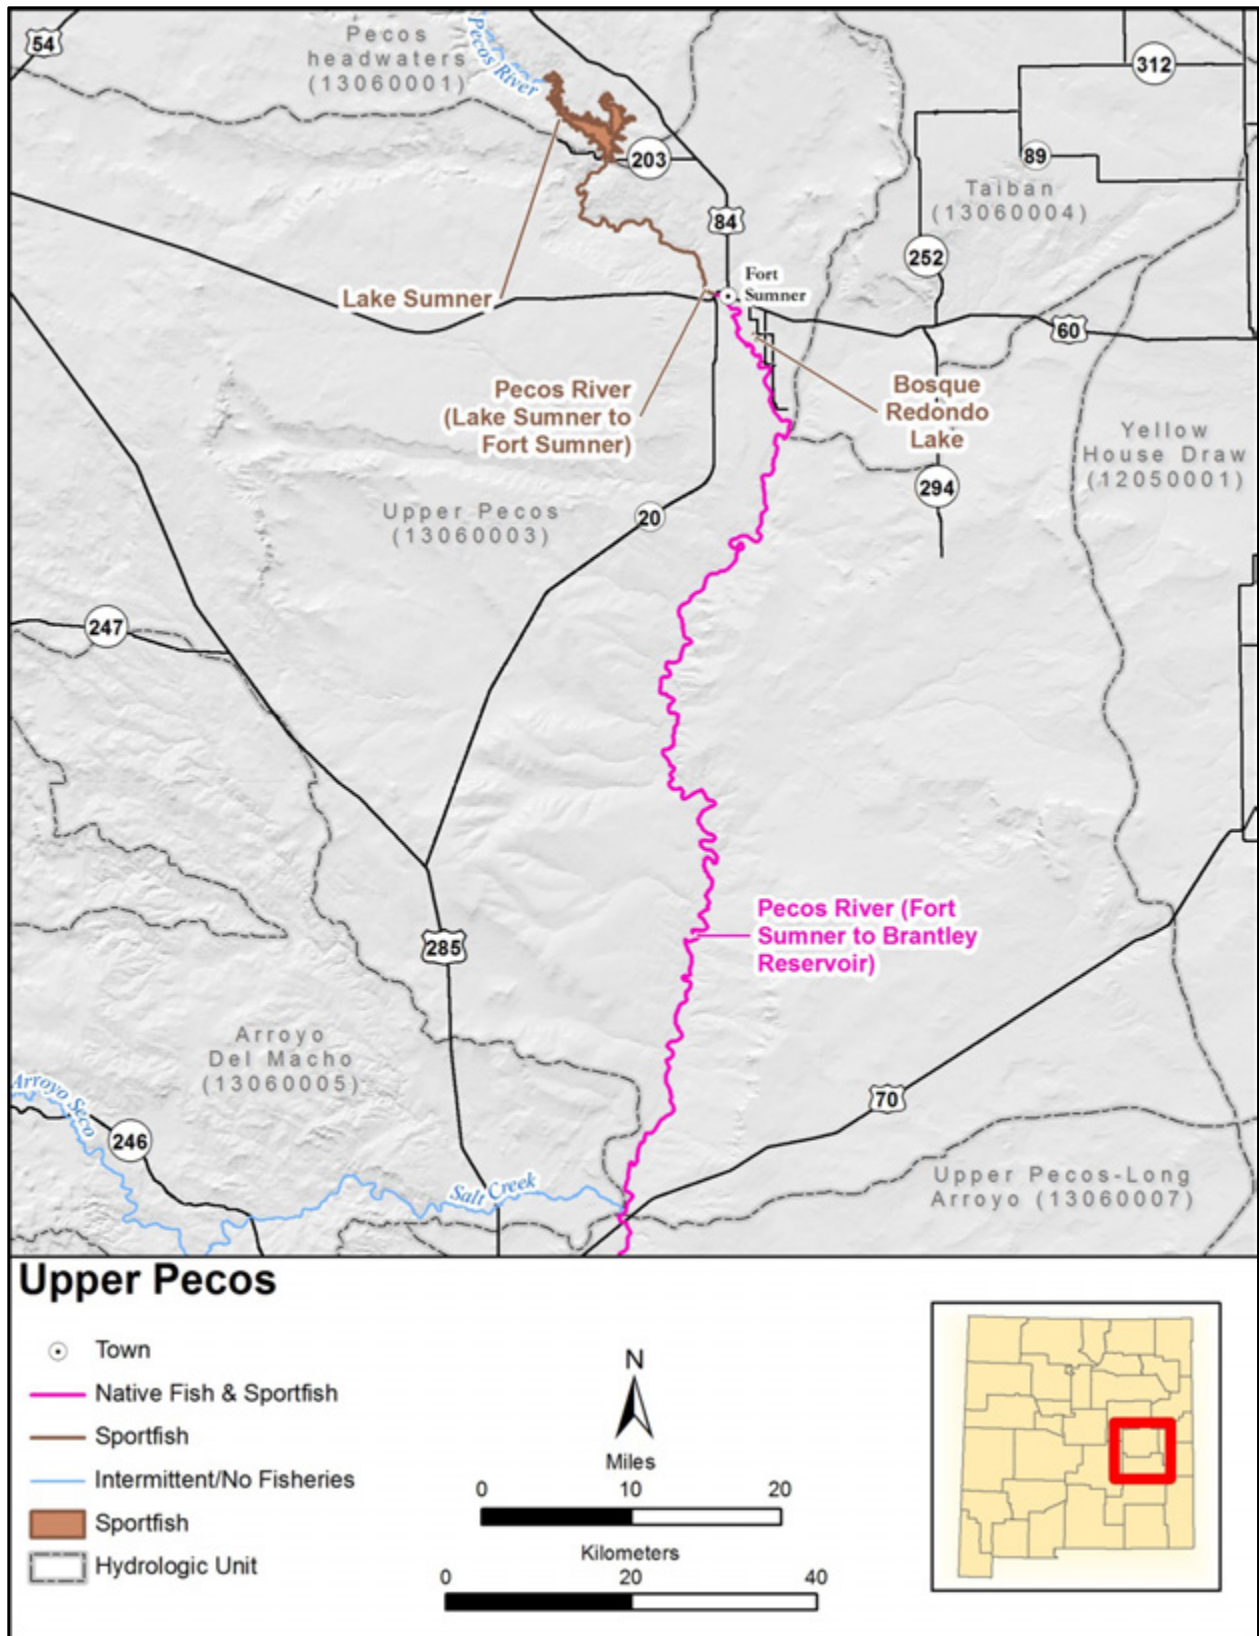 54
Pecos
headwaters
(13060001)
Pecos River
312
203
89
Taiban
(13060004)
84
252
Fort
Sumner
Lake Sumner
60
Pecos River
(Lake Sumner to
Fort Sumner)
Bosque
Redondo
Lake
Yellow
House Draw
(12050001)
294
Upper Pecos
(13060003)
20
247
Pecos River (Fort
Sumner to Brantley
Reservoir)
285
Arroyo
Del Macho
(13060005)
Arroyo Seco
70
246
Salt Creek
Upper Pecos-Long
Arroyo (13060007)
Upper Pecos
Town
Native Fish & Sportfish
Sportfish
Intermittent/No Fisheries
Sportfish
Hydrologic Unit
N
Miles
0 10 20
Kilometers
0 20 40